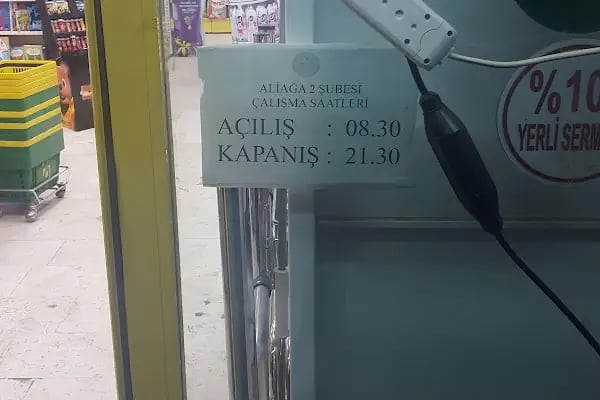 ALİAĞA 2 ŞUBESİ
ÇALIŞMA SAATLERİ
AÇILIŞ : 08.30
KAPANIŞ : 21.30
%10
YERLİ SERM